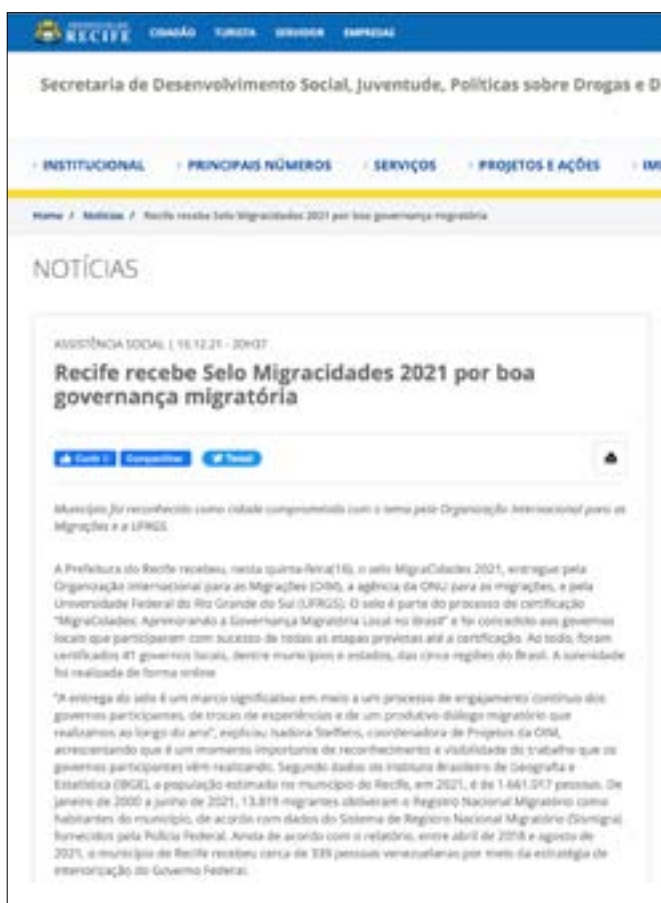 RECIFE CIDADÃO TURISTA SERVIDOR EMPRESAS
Secretaria de Desenvolvimento Social, Juventude, Políticas sobre Drogas e D
INSTITUCIONAL PRINCIPAIS NÚMEROS SERVIÇOS PROJETOS E AÇÕES
Home / Notícias / Recife recebe Selo Migracidades 2021 por boa governança migratória
NOTÍCIAS
ASSISTÊNCIA SOCIAL | 16.12.21 - 20H37
Recife recebe Selo Migracidades 2021 por boa
governança migratória
Curtir Compartilhar Tweet
Município foi reconhecido como cidade comprometida com o tema pela Organização Internacional para as
Migrações e a UFRGS
A Prefeitura do Recife recebeu, nesta quinta-feira(16), o selo MigraCidades 2021, entregue pela
Organização Internacional para as Migrações (OIM), a agência da ONU para as migrações, e pela
Universidade Federal do Rio Grande do Sul (UFRGS). O selo é parte do processo de certificação
"MigraCidades: Aprimorando a Governança Migratória Local no Brasil" e foi concedido aos governos
locais que participaram com sucesso de todas as etapas previstas até a certificação. Ao todo, foram
certificados 41 governos locais, dentre municípios e estados, das cinco regiões do Brasil. A solenidade
foi realizada de forma online
"A entrega do selo é um marco significativo em meio a um processo de engajamento contínuo dos
governos participantes, de trocas de experiências e de um produtivo diálogo migratório que
realizamos ao longo do ano", explicou Isadora Steffens, coordenadora de Projetos da OIM,
acrescentando que é um momento importante de reconhecimento e visibilidade do trabalho que os
governos participantes vêm realizando. Segundo dados do Instituto Brasileiro de Geografia e
Estatística (IBGE), a população estimada no município do Recife, em 2021, é de 1.661.017 pessoas. De
janeiro de 2000 a junho de 2021, 13.819 migrantes obtiveram o Registro Nacional Migratório como
habitantes do município, de acordo com dados do Sistema de Registro Nacional Migratório (Sismigra)
fornecidos pela Polícia Federal. Ainda de acordo com o relatório, entre abril de 2018 e agosto de
2021, o município de Recife recebeu cerca de 339 pessoas venezuelanas por meio da estratégia de
interiorização do Governo Federal.